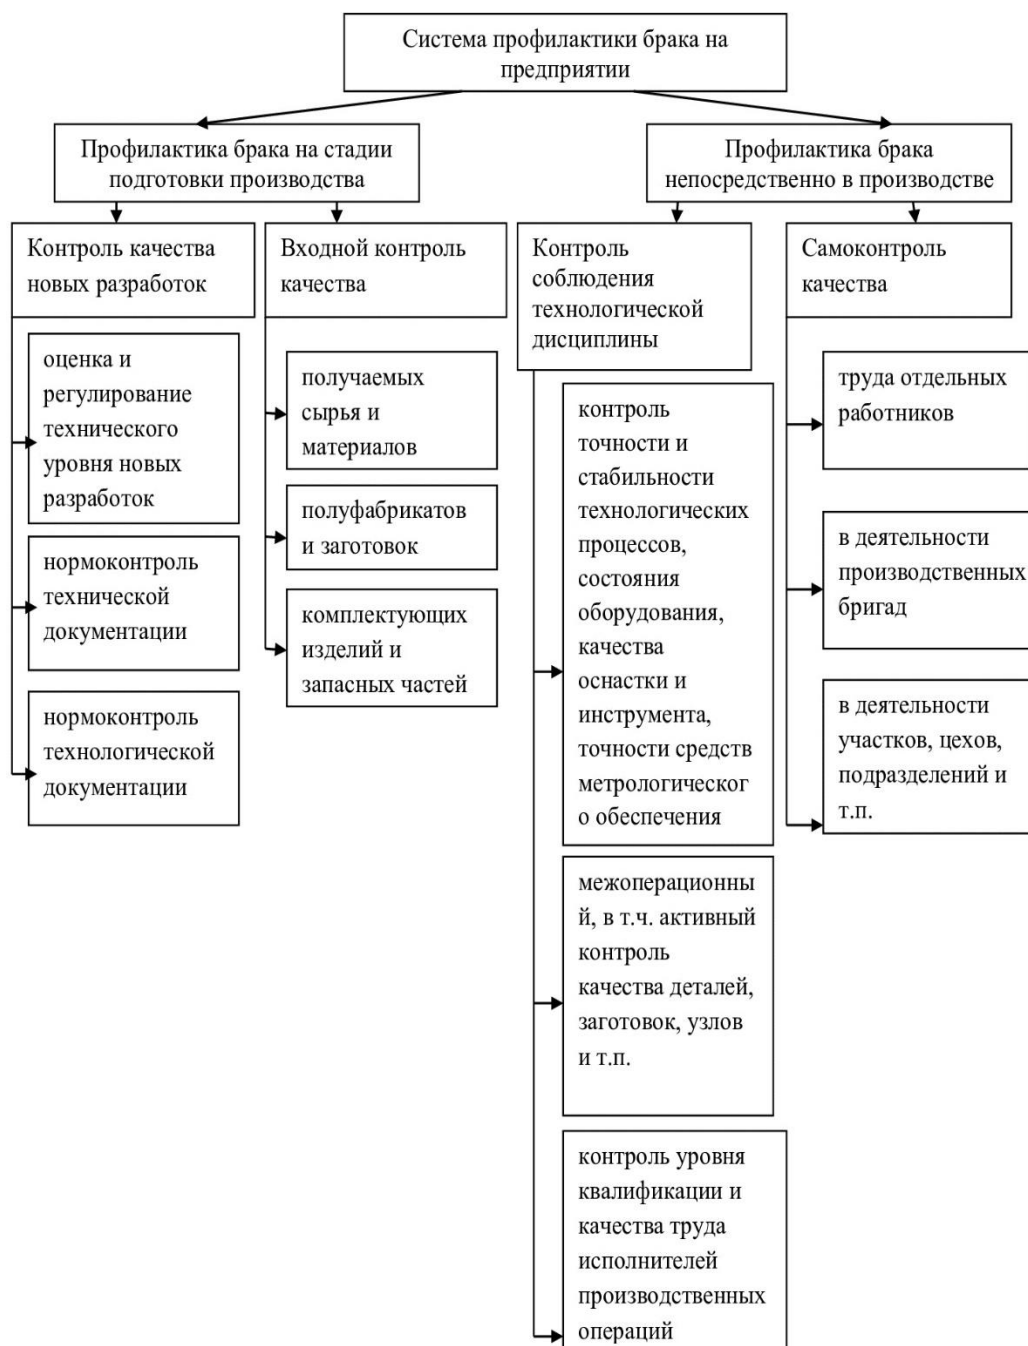 Система профилактики брака на
предприятии
Профилактика брака на стадии
подготовки производства
Профилактика брака
непосредственно в производстве
Контроль качества
новых разработок
Входной контроль
качества
Контроль
соблюдения
технологической
дисциплины
Самоконтроль
качества
оценка и
регулирование
технического
уровня новых
разработок
нормоконтроль
технической
документации
нормоконтроль
технологической
документации
получаемых
сырья и
материалов
полуфабрикатов
и заготовок
комплектующих
изделий и
запасных частей
контроль
точности и
стабильности
технологических
процессов,
состояния
оборудования,
качества
оснастки и
инструмента,
точности средств
метрологическог
о обеспечения
межоперационны
й, в т.ч. активный
контроль
качества деталей,
заготовок, узлов
и т.п.
контроль уровня
квалификации и
качества труда
исполнителей
производственных
операций
труда отдельных
работников
в деятельности
производственных
бригад
в деятельности
участков, цехов,
подразделений и
т.п.